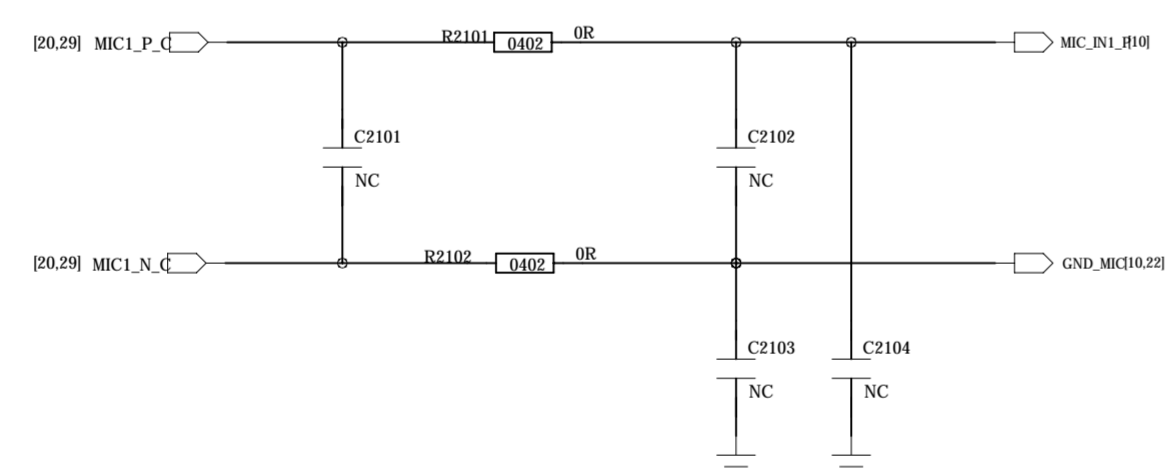 [20,29] MIC1_P_C R2101 0402 0R MIC_IN1_P[10]
C2101 C2102
NC NC
[20,29] MIC1_N_C R2102 0402 0R GND_MIC[10,22]
C2103 C2104
NC NC